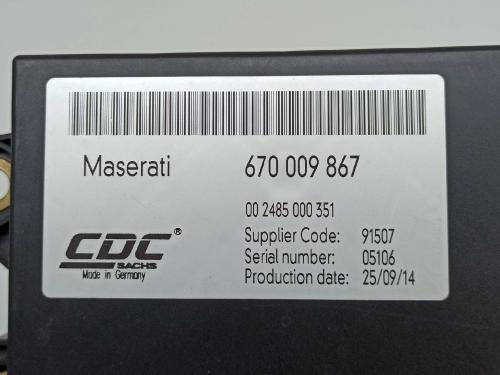 Maserati 670 009 867
00 2485 000 351
CDC® Supplier Code: 91507
SACHS Serial number: 05106
Made in Germany Production date: 25/09/14